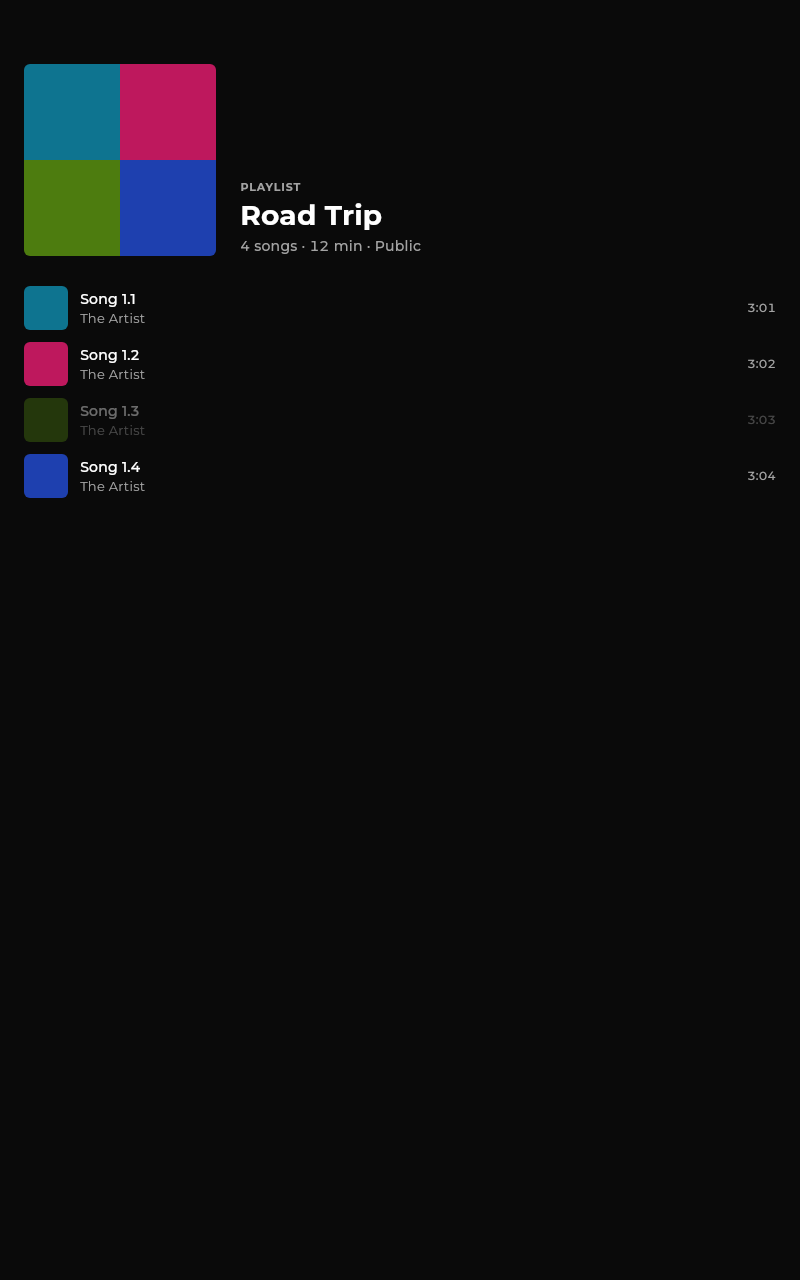 PLAYLIST
Road Trip
4 songs · 12 min · Public
Song 1.1
The Artist
3:01
Song 1.2
The Artist
3:02
Song 1.3
The Artist
3:03
Song 1.4
The Artist
3:04